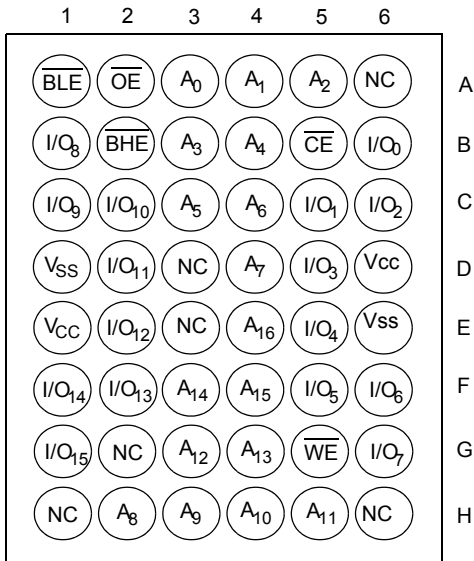 1 2 3 4 5 6
BLE OE A0 A1 A2 NC A
I/O8 BHE A3 A4 CE I/O0 B
I/O9 I/O10 A5 A6 I/O1 I/O2 C
VSS I/O11 NC A7 I/O3 Vcc D
VCC I/O12 NC A16 I/O4 Vss E
I/O14 I/O13 A14 A15 I/O5 I/O6 F
I/O15 NC A12 A13 WE I/O7 G
NC A8 A9 A10 A11 NC H